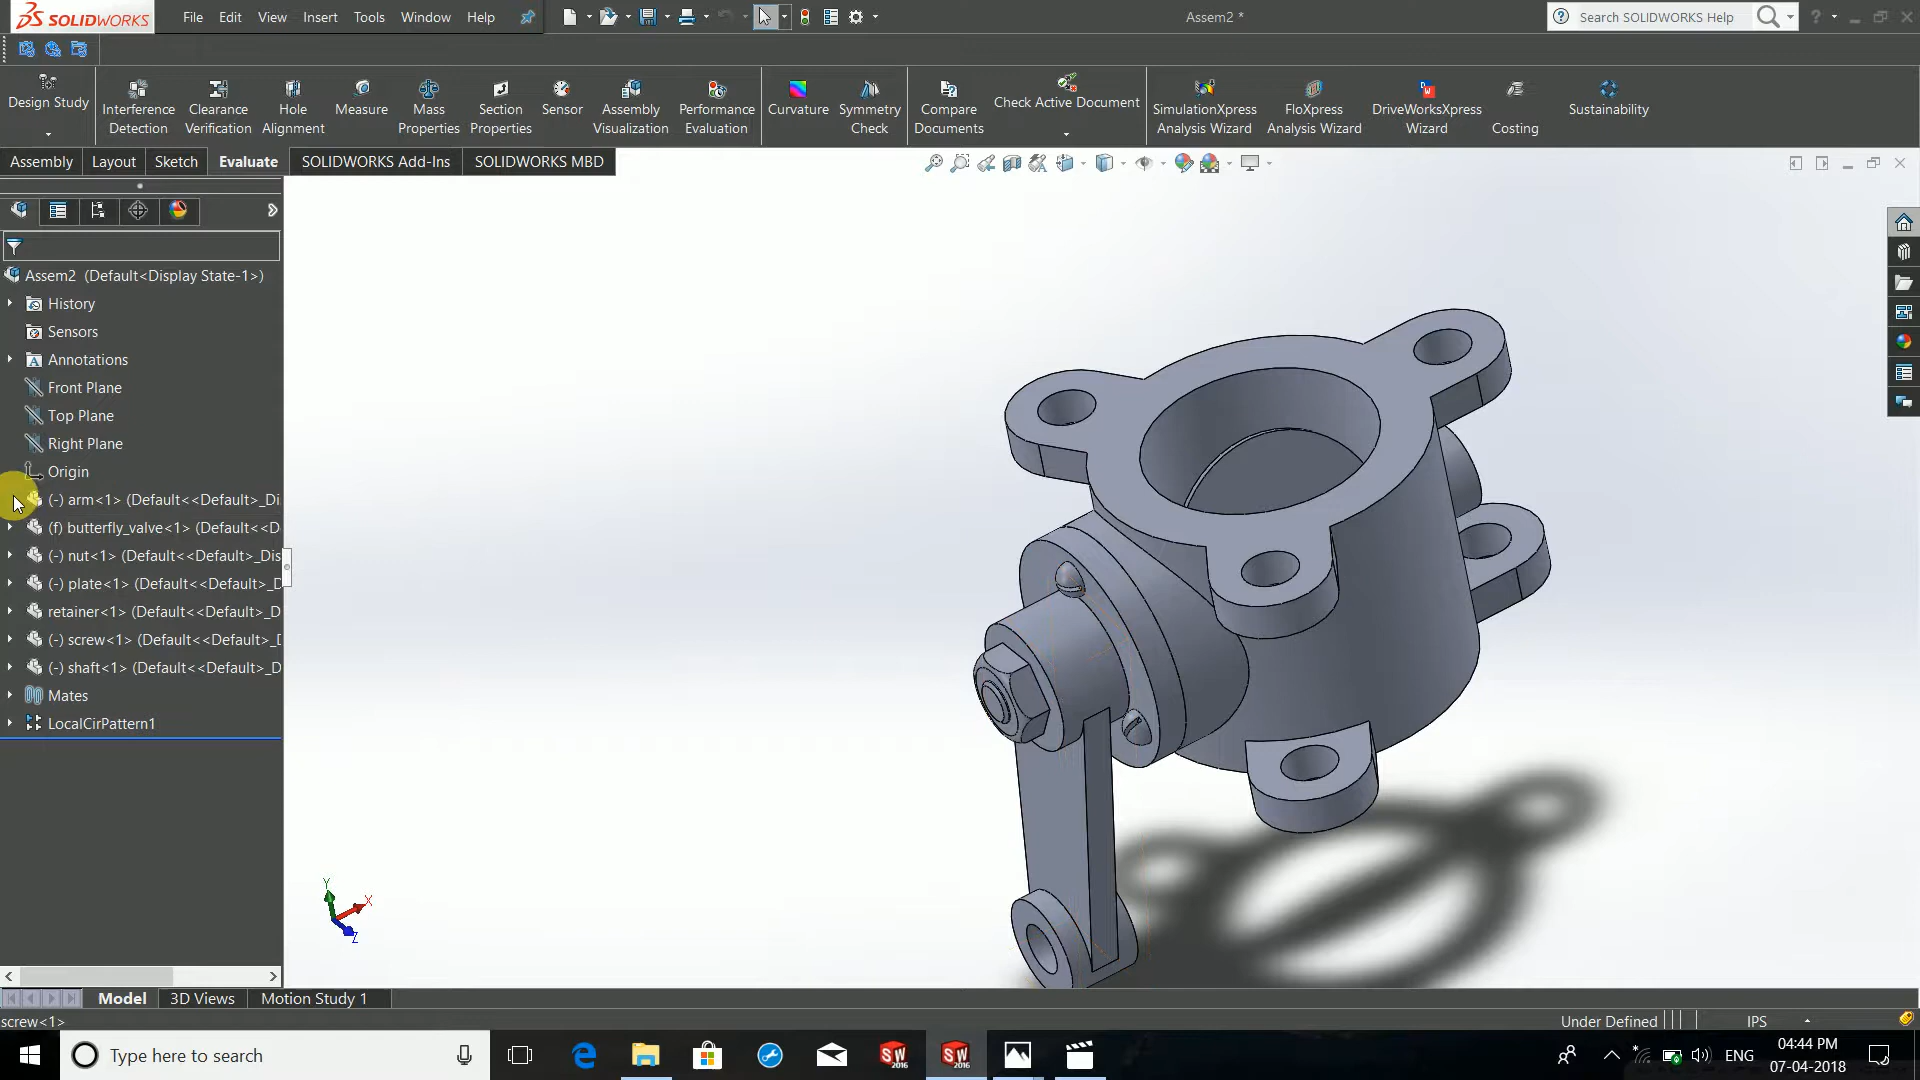 SOLIDWORKS
File Edit View Insert Tools Window Help
Assem2 *
Search SOLIDWORKS Help
Design Study
Interference Detection
Clearance Verification
Hole Alignment
Measure
Mass Properties
Section Properties
Sensor
Assembly Visualization
Performance Evaluation
Curvature
Symmetry Check
Compare Documents
Check Active Document
SimulationXpress Analysis Wizard
FloXpress Analysis Wizard
DriveWorksXpress Wizard
Costing
Sustainability
Assembly Layout Sketch Evaluate SOLIDWORKS Add-Ins SOLIDWORKS MBD
Assem2 (Default<Display State-1>)
History
Sensors
Annotations
Front Plane
Top Plane
Right Plane
Origin
(-) arm<1> (Default<<Default>_Di
(f) butterfly_valve<1> (Default<<D
(-) nut<1> (Default<<Default>_Dis
(-) plate<1> (Default<<Default>_D
retainer<1> (Default<<Default>_D
(-) screw<1> (Default<<Default>_D
(-) shaft<1> (Default<<Default>_D
Mates
LocalCirPattern1
Y
X
Z
Model 3D Views Motion Study 1
screw<1>
Under Defined
IPS
Type here to search
SW 2016
SW 2016
ENG
04:44 PM
07-04-2018